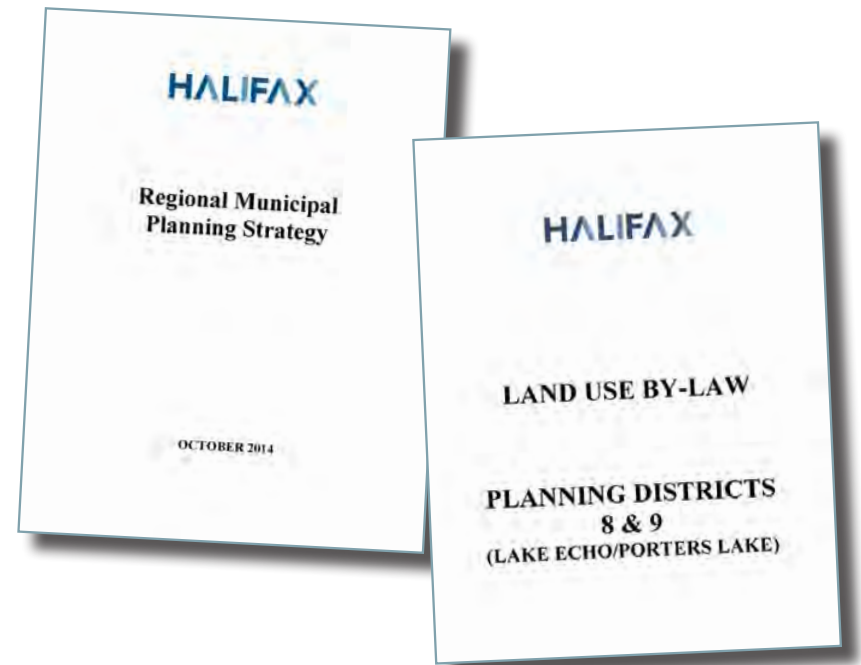 HALIFAX
Regional Municipal
Planning Strategy
OCTOBER 2014
HALIFAX
LAND USE BY-LAW
PLANNING DISTRICTS
8 & 9
(LAKE ECHO/PORTERS LAKE)